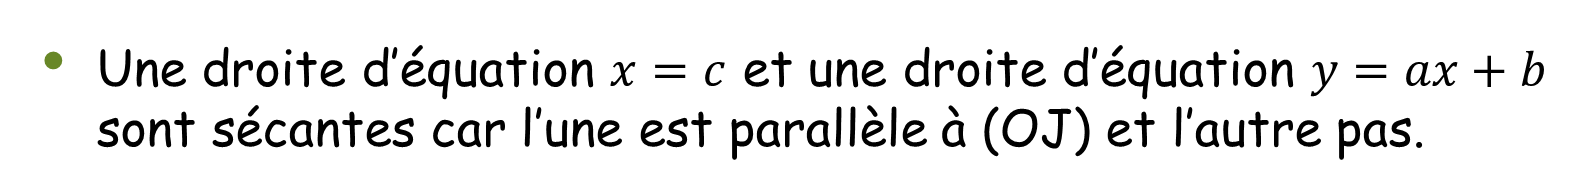 • Une droite d’équation x = c et une droite d’équation y = ax + b
sont sécantes car l’une est parallèle à (OJ) et l’autre pas.